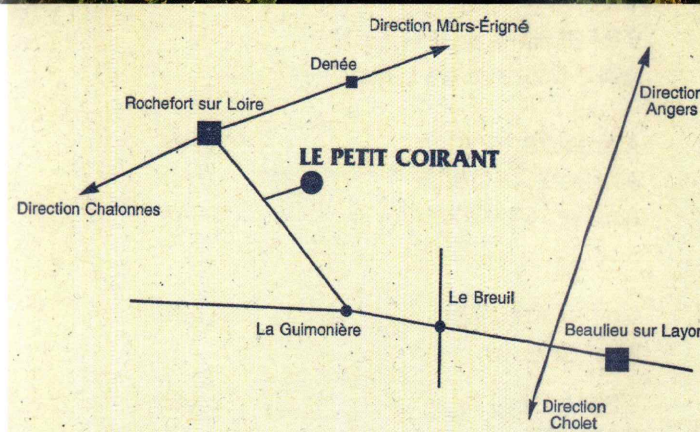 Direction Mûrs-Érigné
Denée
Direction
Angers
Rochefort sur Loire
LE PETIT COIRANT
Direction Chalonnes
Le Breuil
La Guimonière
Beaulieu sur Layon
Direction
Cholet